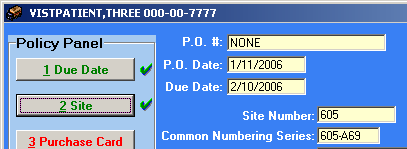 VISTPATIENT,THREE 000-00-7777
Policy Panel
1 Due Date
2 Site
3 Purchase Card
P.O. #: NONE
P.O. Date: 1/11/2006
Due Date: 2/10/2006
Site Number: 605
Common Numbering Series: 605-A69